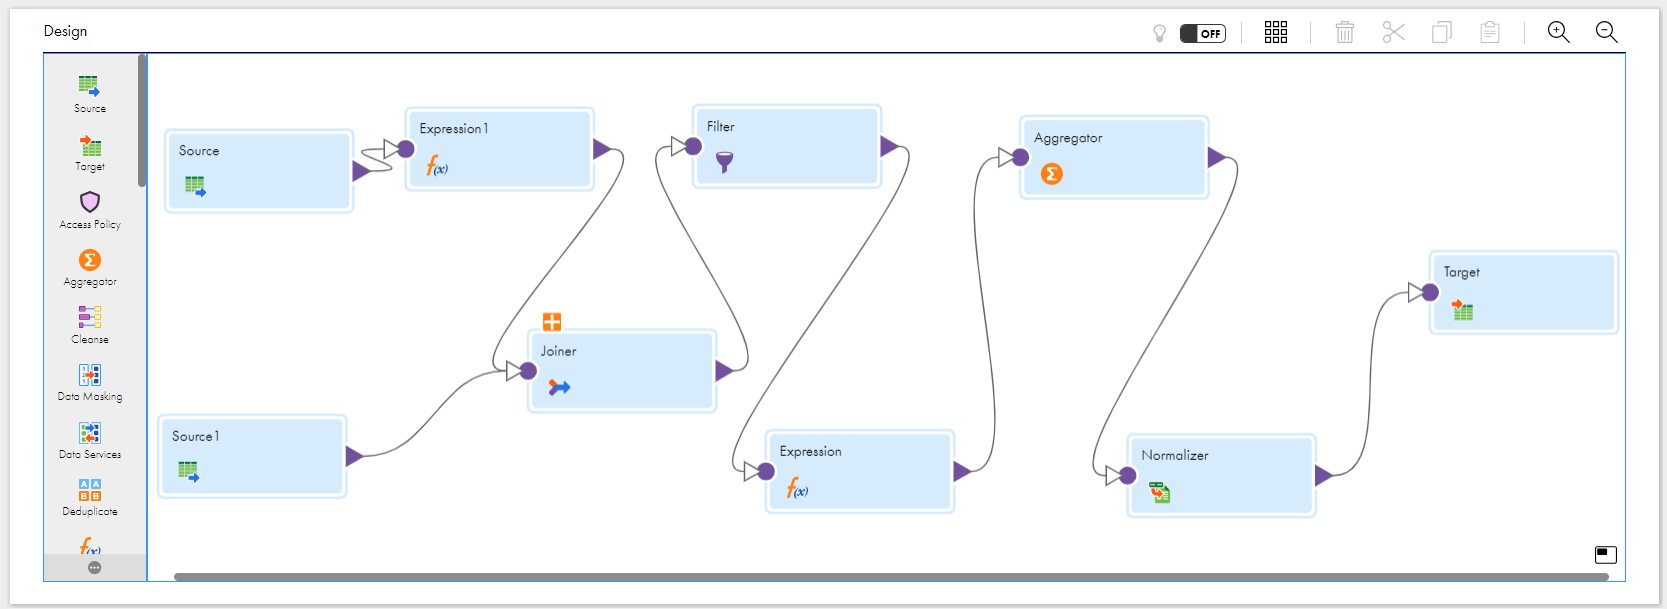 Design
OFF
Source
Target
Access Policy
Aggregator
Cleanse
Data Masking
Data Services
Deduplicate
Source
Expression1
Filter
Aggregator
Target
Joiner
Source1
Expression
Normalizer